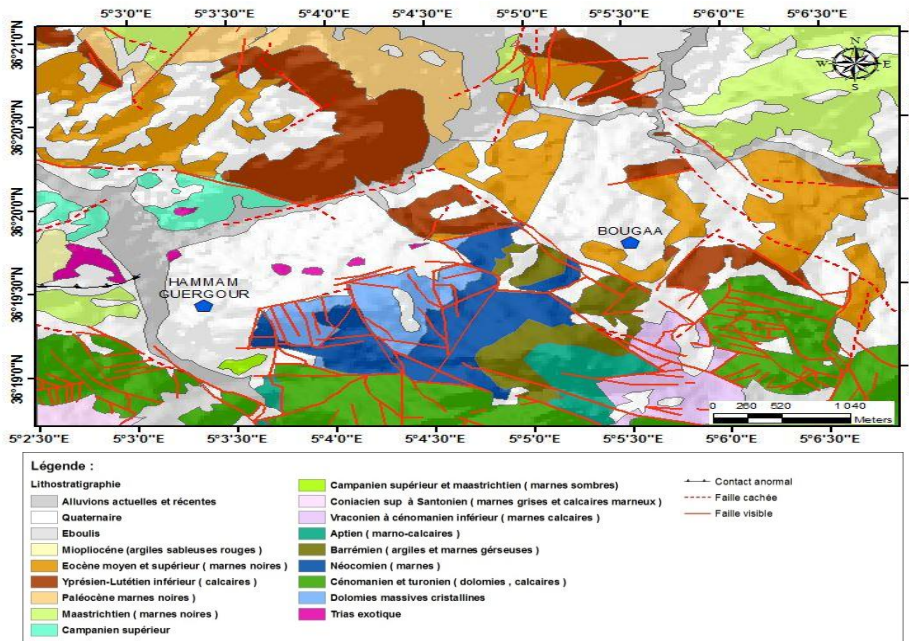 5°3'0"E 5°3'30"E 5°4'0"E 5°4'30"E 5°5'0"E 5°5'30"E 5°6'0"E 5°6'30"E
N
W E
S
36°21'0"N
36°20'30"N
36°20'0"N
36°19'30"N
36°19'0"N
BOUGAA
HAMMAM
GUERGOUR
0 260 520 1 040
Meters
5°2'30"E 5°3'0"E 5°3'30"E 5°4'0"E 5°4'30"E 5°5'0"E 5°5'30"E 5°6'0"E 5°6'30"E
Légende :
Lithostratigraphie
Alluvions actuelles et récentes
Quaternaire
Eboulis
Miopliocéne (argiles sableuses rouges )
Eocène moyen et supérieur ( marnes noires )
Yprésien-Lutétien inférieur ( calcaires )
Paléocène marnes noires )
Maastrichtien ( marnes noires )
Campanien supérieur
Campanien supérieur et maastrichtien ( marnes sombres)
Coniacien sup à Santonien ( marnes grises et calcaires marneux )
Vraconien à cénomanien inférieur ( marnes calcaires )
Aptien ( marno-calcaires )
Barrémien ( argiles et marnes gérseuses )
Néocomien ( marnes )
Cénomanien et turonien ( dolomies , calcaires )
Dolomies massives cristallines
Trias exotique
Contact anormal
Faille cachée
Faille visible